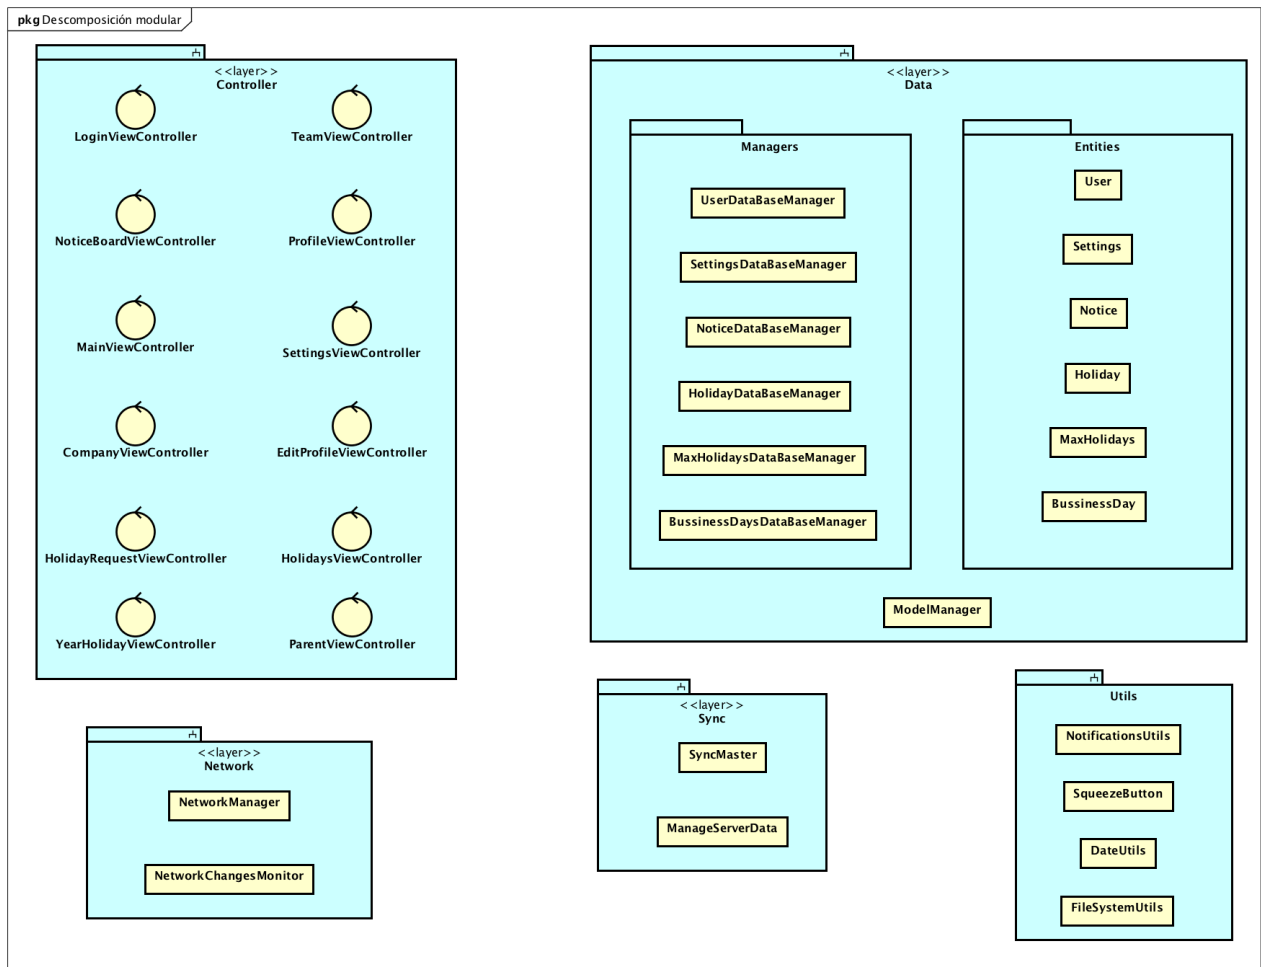 pkg Descomposición modular
<<layer>>
Controller
LoginViewController
TeamViewController
NoticeBoardViewController
ProfileViewController
MainViewController
SettingsViewController
CompanyViewController
EditProfileViewController
HolidayRequestViewController
HolidaysViewController
YearHolidayViewController
ParentViewController
<<layer>>
Data
Managers
UserDataBaseManager
SettingsDataBaseManager
NoticeDataBaseManager
HolidayDataBaseManager
MaxHolidaysDataBaseManager
BussinessDaysDataBaseManager
Entities
User
Settings
Notice
Holiday
MaxHolidays
BussinessDay
ModelManager
<<layer>>
Network
NetworkManager
NetworkChangesMonitor
<<layer>>
Sync
SyncMaster
ManageServerData
Utils
NotificationsUtils
SqueezeButton
DateUtils
FileSystemUtils